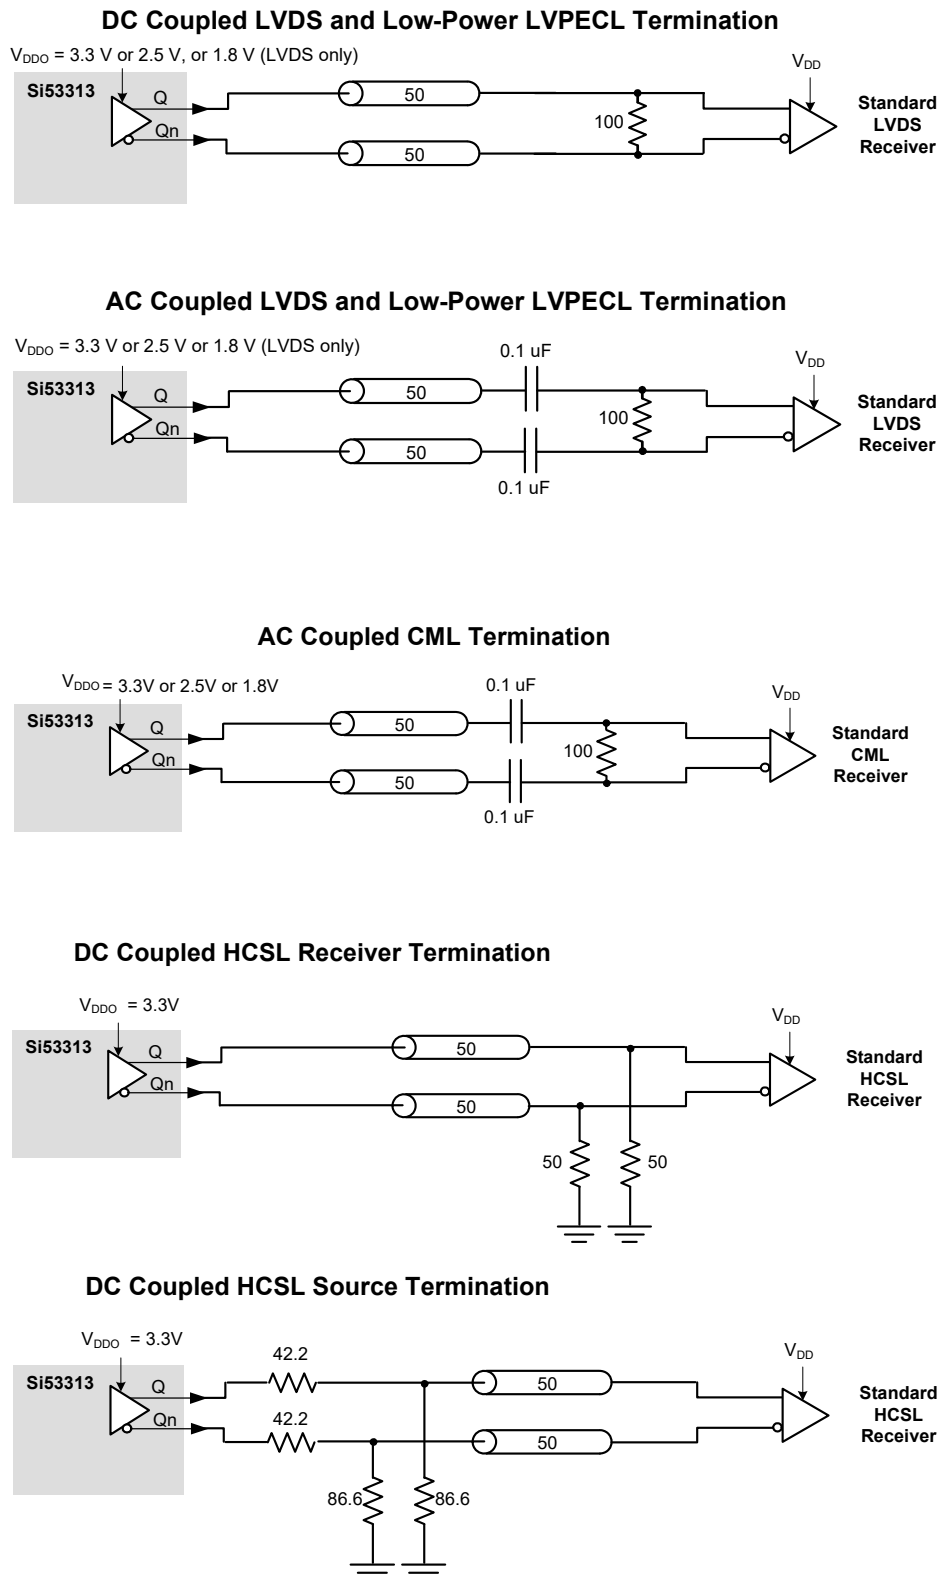 DC Coupled LVDS and Low-Power LVPECL Termination
VDDO = 3.3 V or 2.5 V, or 1.8 V (LVDS only)
VDD
Si53313
Q
Qn
50
50
100
Standard
LVDS
Receiver
AC Coupled LVDS and Low-Power LVPECL Termination
VDDO = 3.3 V or 2.5 V or 1.8 V (LVDS only)
0.1 uF
VDD
Si53313
Q
Qn
50
50
100
0.1 uF
Standard
LVDS
Receiver
AC Coupled CML Termination
VDDO = 3.3V or 2.5V or 1.8V
0.1 uF
VDD
Si53313
Q
Qn
50
50
100
0.1 uF
Standard
CML
Receiver
DC Coupled HCSL Receiver Termination
VDDO = 3.3V
VDD
Si53313
Q
Qn
50
50
50
50
Standard
HCSL
Receiver
DC Coupled HCSL Source Termination
VDDO = 3.3V
42.2
VDD
Si53313
Q
Qn
42.2
50
50
86.6
86.6
Standard
HCSL
Receiver